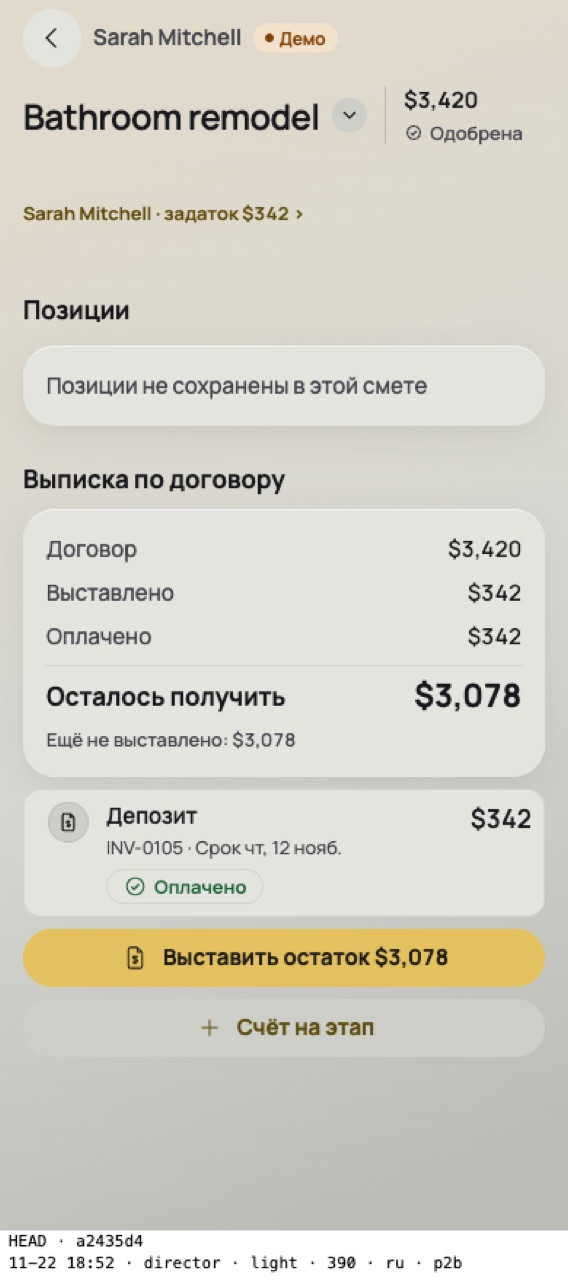 Sarah Mitchell
Демо
Bathroom remodel
$3,420
Одобрена
Sarah Mitchell · задаток $342 ›
Позиции
Позиции не сохранены в этой смете
Выписка по договору
Договор $3,420
Выставлено $342
Оплачено $342
Осталось получить $3,078
Ещё не выставлено: $3,078
Депозит $342
INV-0105 · Срок чт, 12 нояб.
Оплачено
Выставить остаток $3,078
+ Счёт на этап
HEAD · a2435d4
11-22 18:52 · director · light · 390 · ru · p2b